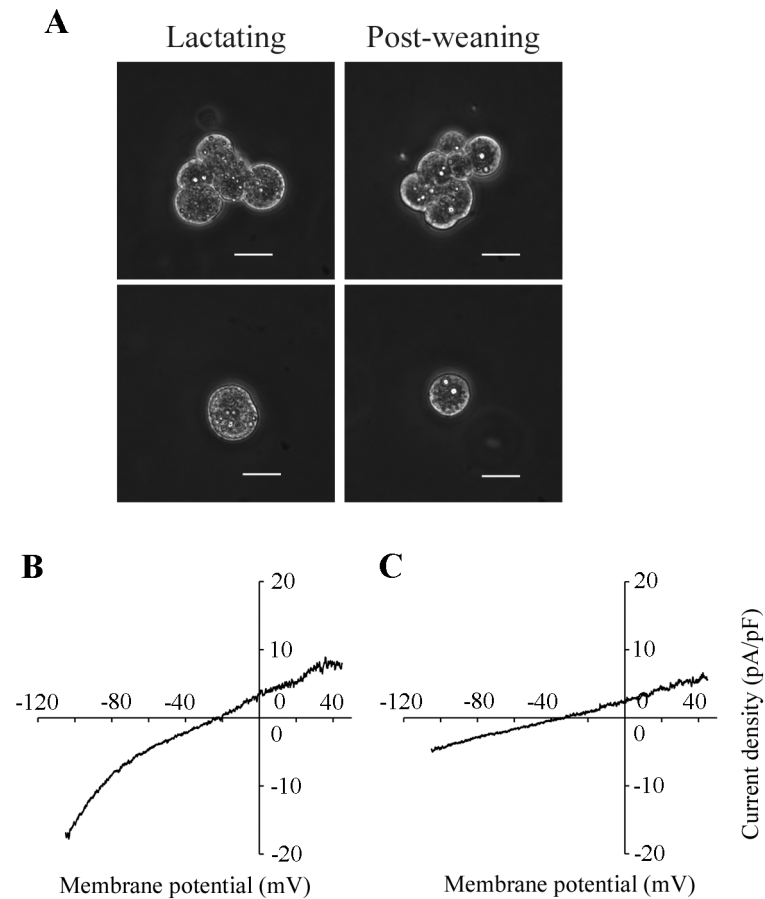 A
Lactating Post-weaning
B
C
20
20
10
10
-120 -80 -40 0 40
-120 -80 -40 0 40
0
0
-10
-10
-20
-20
Membrane potential (mV)
Membrane potential (mV)
Current density (pA/pF)